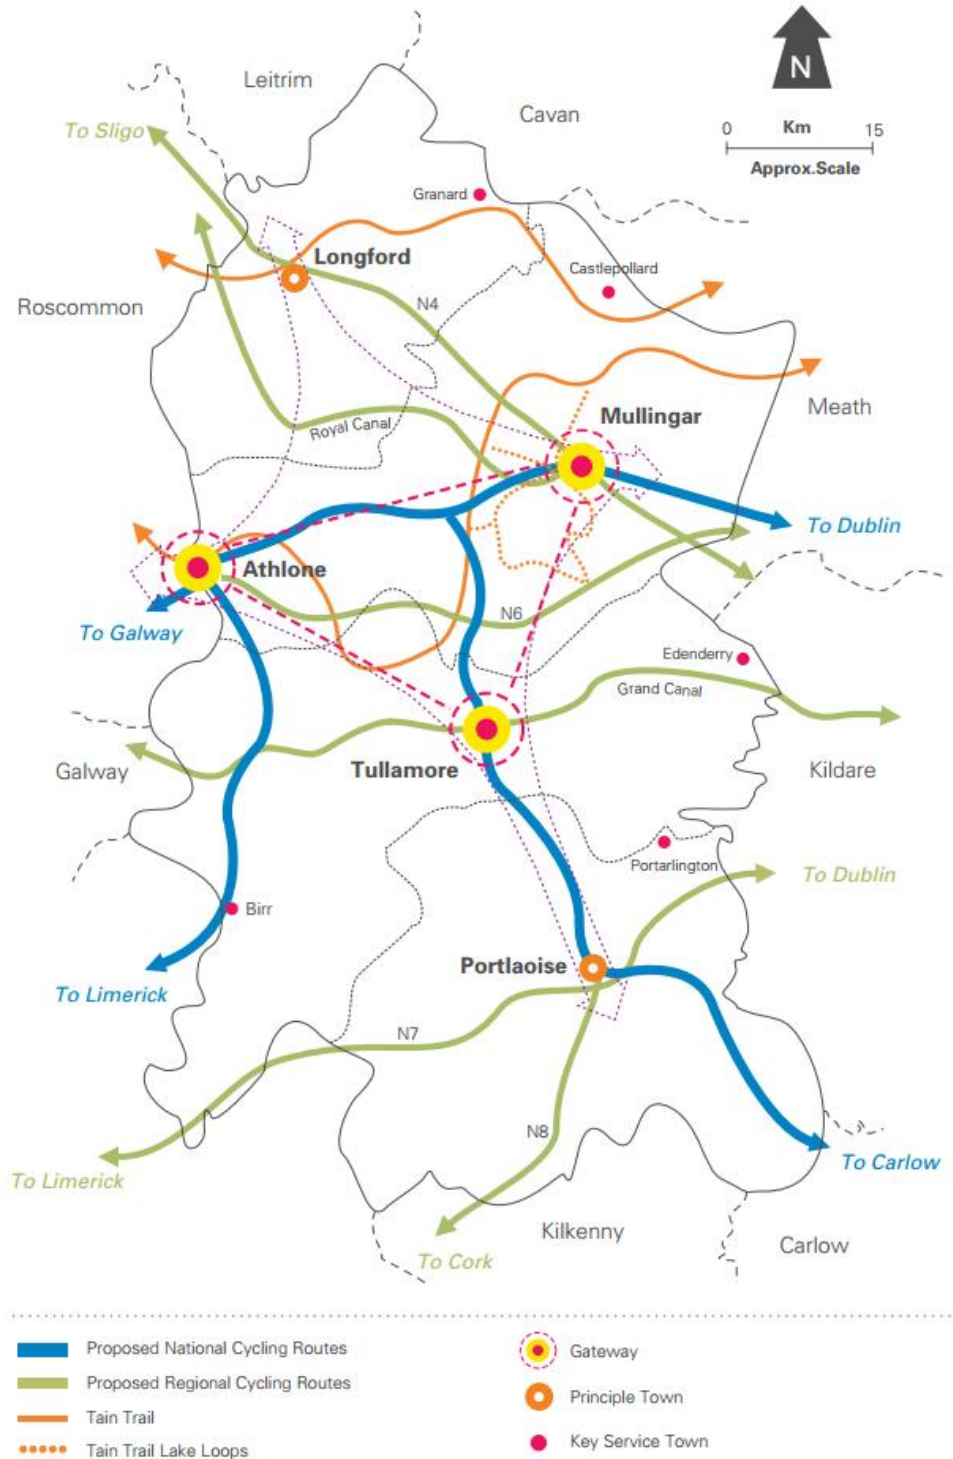 Leitrim
N
Cavan
To Sligo
0 Km 15
Approx.Scale
Granard
Longford
Castlepollard
Roscommon
N4
Mullingar
Meath
Royal Canal
To Dublin
Athlone
N6
To Galway
Edenderry
Grand Canal
Galway
Tullamore
Kildare
Portarlington
To Dublin
Birr
Portlaoise
To Limerick
N7
N8
To Carlow
To Limerick
Kilkenny
Carlow
To Cork
Proposed National Cycling Routes
Proposed Regional Cycling Routes
Tain Trail
Tain Trail Lake Loops
Gateway
Principle Town
Key Service Town